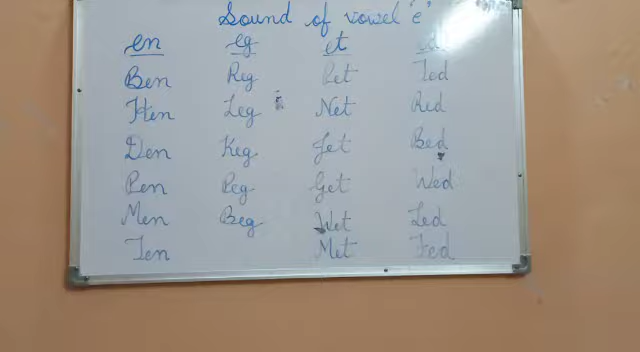 Sound of vowel 'e'
en eg et ed
Ben Reg Pet Ted
Hen Leg Net Red
Den Keg Jet Bed
Pen Peg Get Wed
Men Beg Wet Led
Ten Met Fed